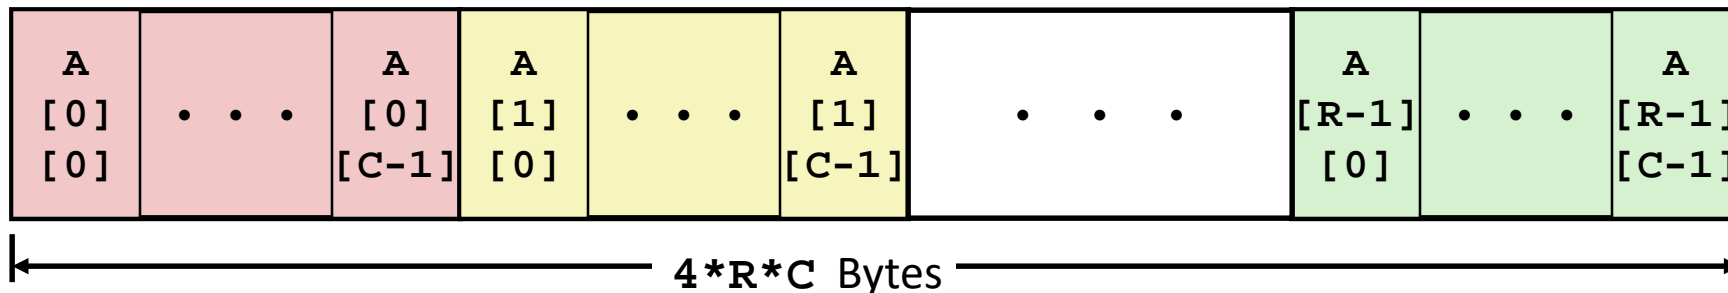 A A A A A A
[0] • • • [0] [1] • • • [1] • • • [R-1] • • • [R-1]
[0] [C-1] [0] [C-1] [0] [C-1]
4*R*C Bytes